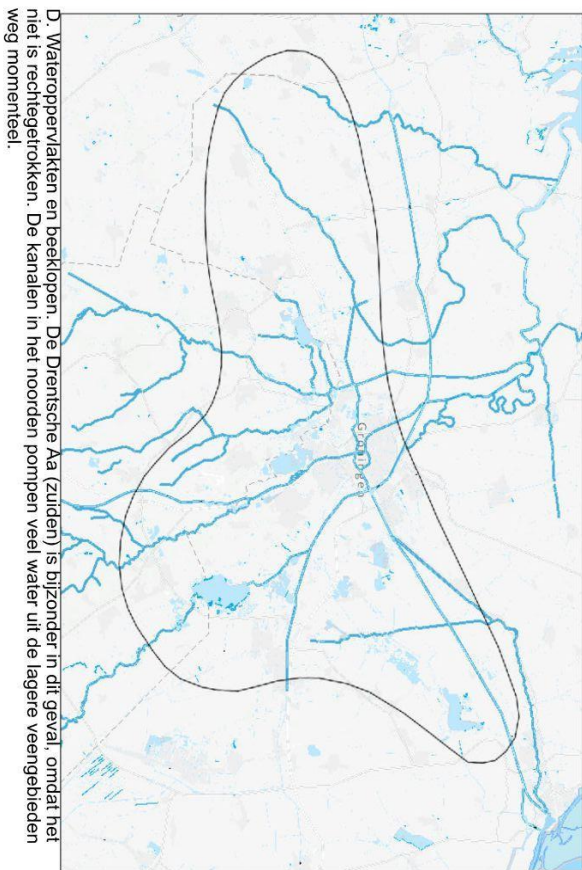 Groningen
D. Wateroppervlakten en beeklopen. De Drentsche Aa (zuiden) is bijzonder in dit geval, omdat het
niet is rechtegetrokken. De kanalen in het noorden pompen veel water uit de lagere veengebieden
weg momenteel.